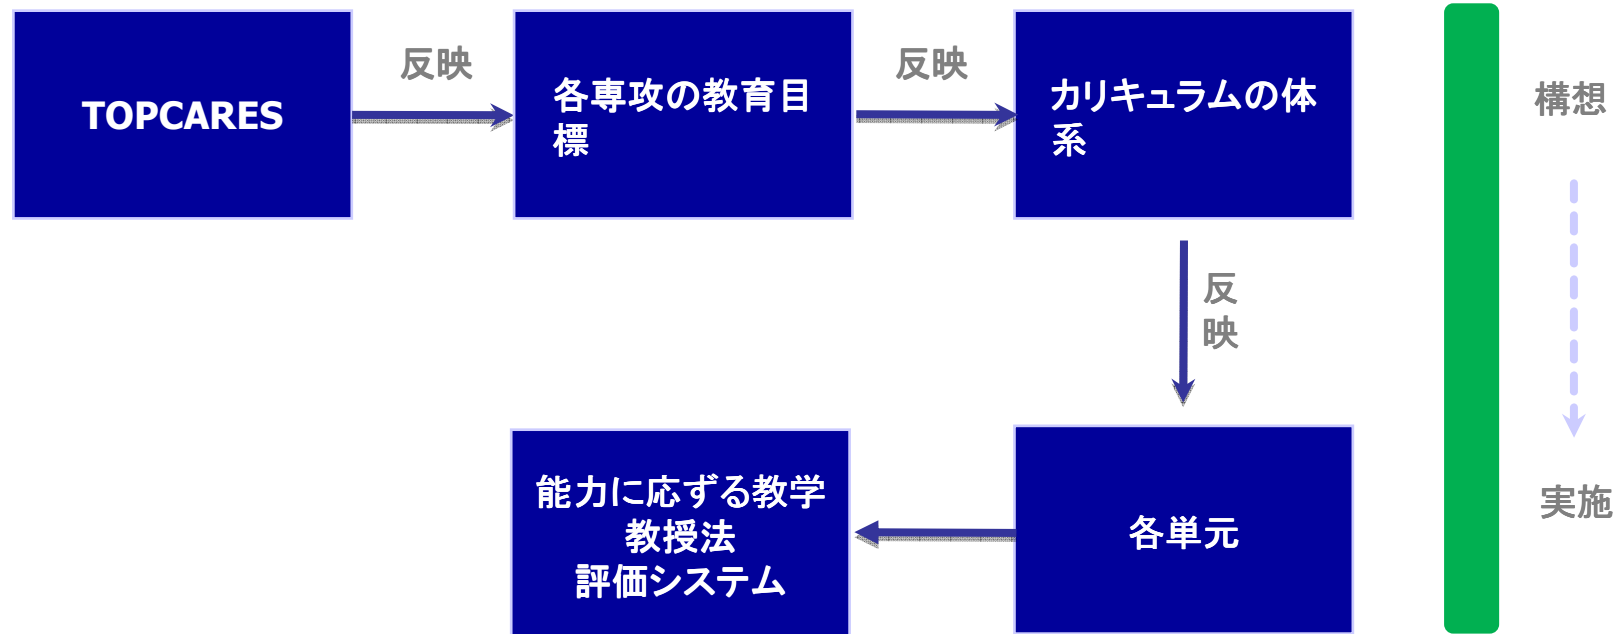 TOPCARES
反映
各専攻の教育目
標
反映
カリキュラムの体
系
構想
反
映
能力に応ずる教学
教授法
評価システム
各単元
実施